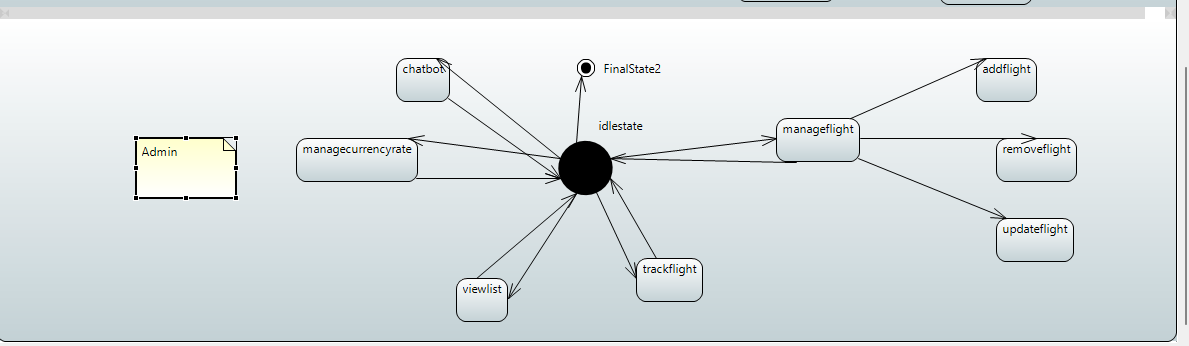 chatbot
FinalState2
addflight
idlestate
manageflight
Admin
managecurrencyrate
removeflight
updateflight
trackflight
viewlist